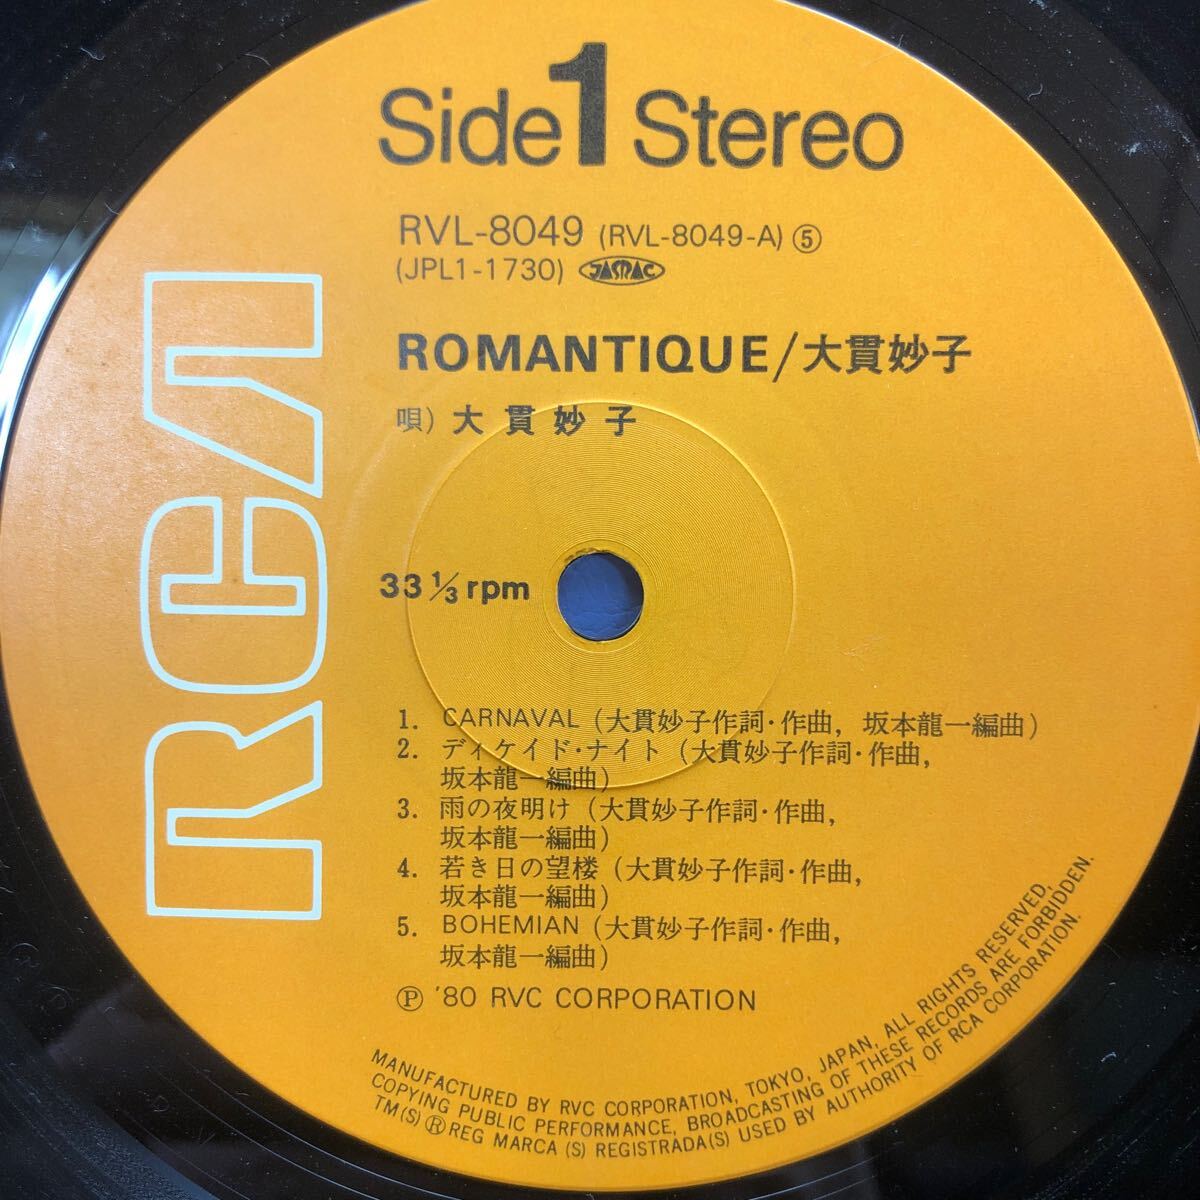 Side 1 Stereo
RVL-8049 (RVL-8049-A) ⑤
(JPL1-1730) JASRAC
ROMANTIQUE/大貫妙子
唄) 大貫妙子
33 1/3 rpm
RCA
1. CARNAVAL (大貫妙子作詞・作曲, 坂本龍一編曲)
2. ディケイド・ナイト (大貫妙子作詞・作曲,
坂本龍一編曲)
3. 雨の夜明け (大貫妙子作詞・作曲,
坂本龍一編曲)
4. 若き日の望楼 (大貫妙子作詞・作曲,
坂本龍一編曲)
5. BOHEMIAN (大貫妙子作詞・作曲,
坂本龍一編曲)
Ⓟ '80 RVC CORPORATION
MANUFACTURED BY RVC CORPORATION, TOKYO, JAPAN, ALL RIGHTS RESERVED.
COPYING PUBLIC PERFORMANCE, BROADCASTING OF THESE RECORDS ARE FORBIDDEN.
TM(S) ® REG MARCA (S) REGISTRADA(S) USED BY AUTHORITY OF RCA CORPORATION.